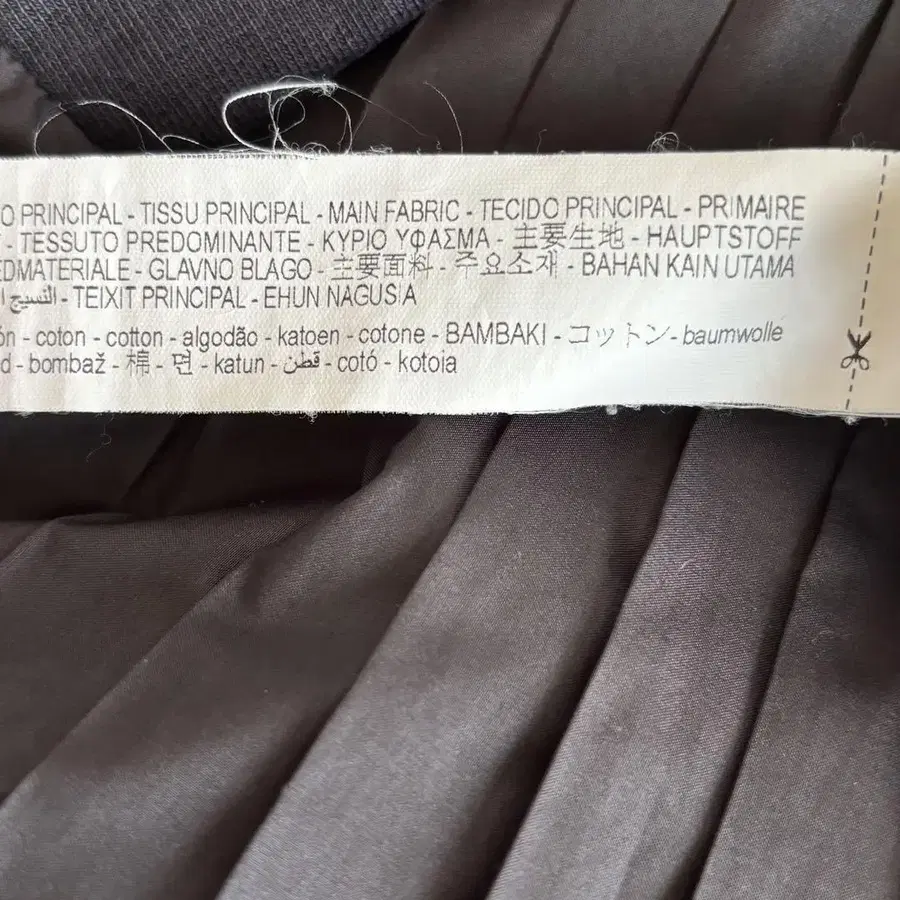 O PRINCIPAL - TISSU PRINCIPAL - MAIN FABRIC - TECIDO PRINCIPAL - PRIMAIRE
- TESSUTO PREDOMINANTE - ΚΥΡΙΟ ΥΦΑΣΜΑ - 主要生地 - HAUPTSTOFF
EDMATERIALE - GLAVNO BLAGO - 主要面料 - 주요소재 - BAHAN KAIN UTAMA
النسيج - TEIXIT PRINCIPAL - EHUN NAGUSIA
ón - coton - cotton - algodão - katoen - cotone - BAMBAKI - コットン - baumwolle
d - bombaž - 棉 - 면 - katun - قطن - cotó - kotoia